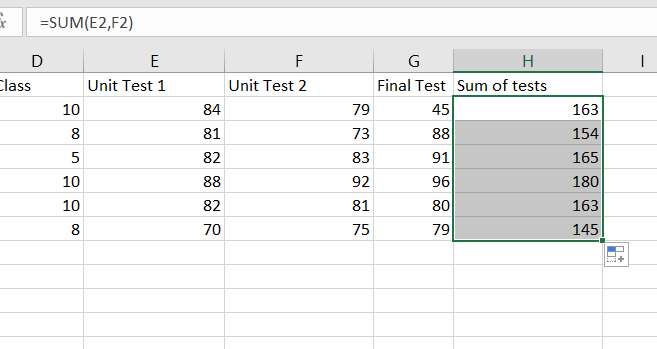 fx =SUM(E2,F2)
D E F G H I
Class Unit Test 1 Unit Test 2 Final Test Sum of tests
10 84 79 45 163
8 81 73 88 154
5 82 83 91 165
10 88 92 96 180
10 82 81 80 163
8 70 75 79 145